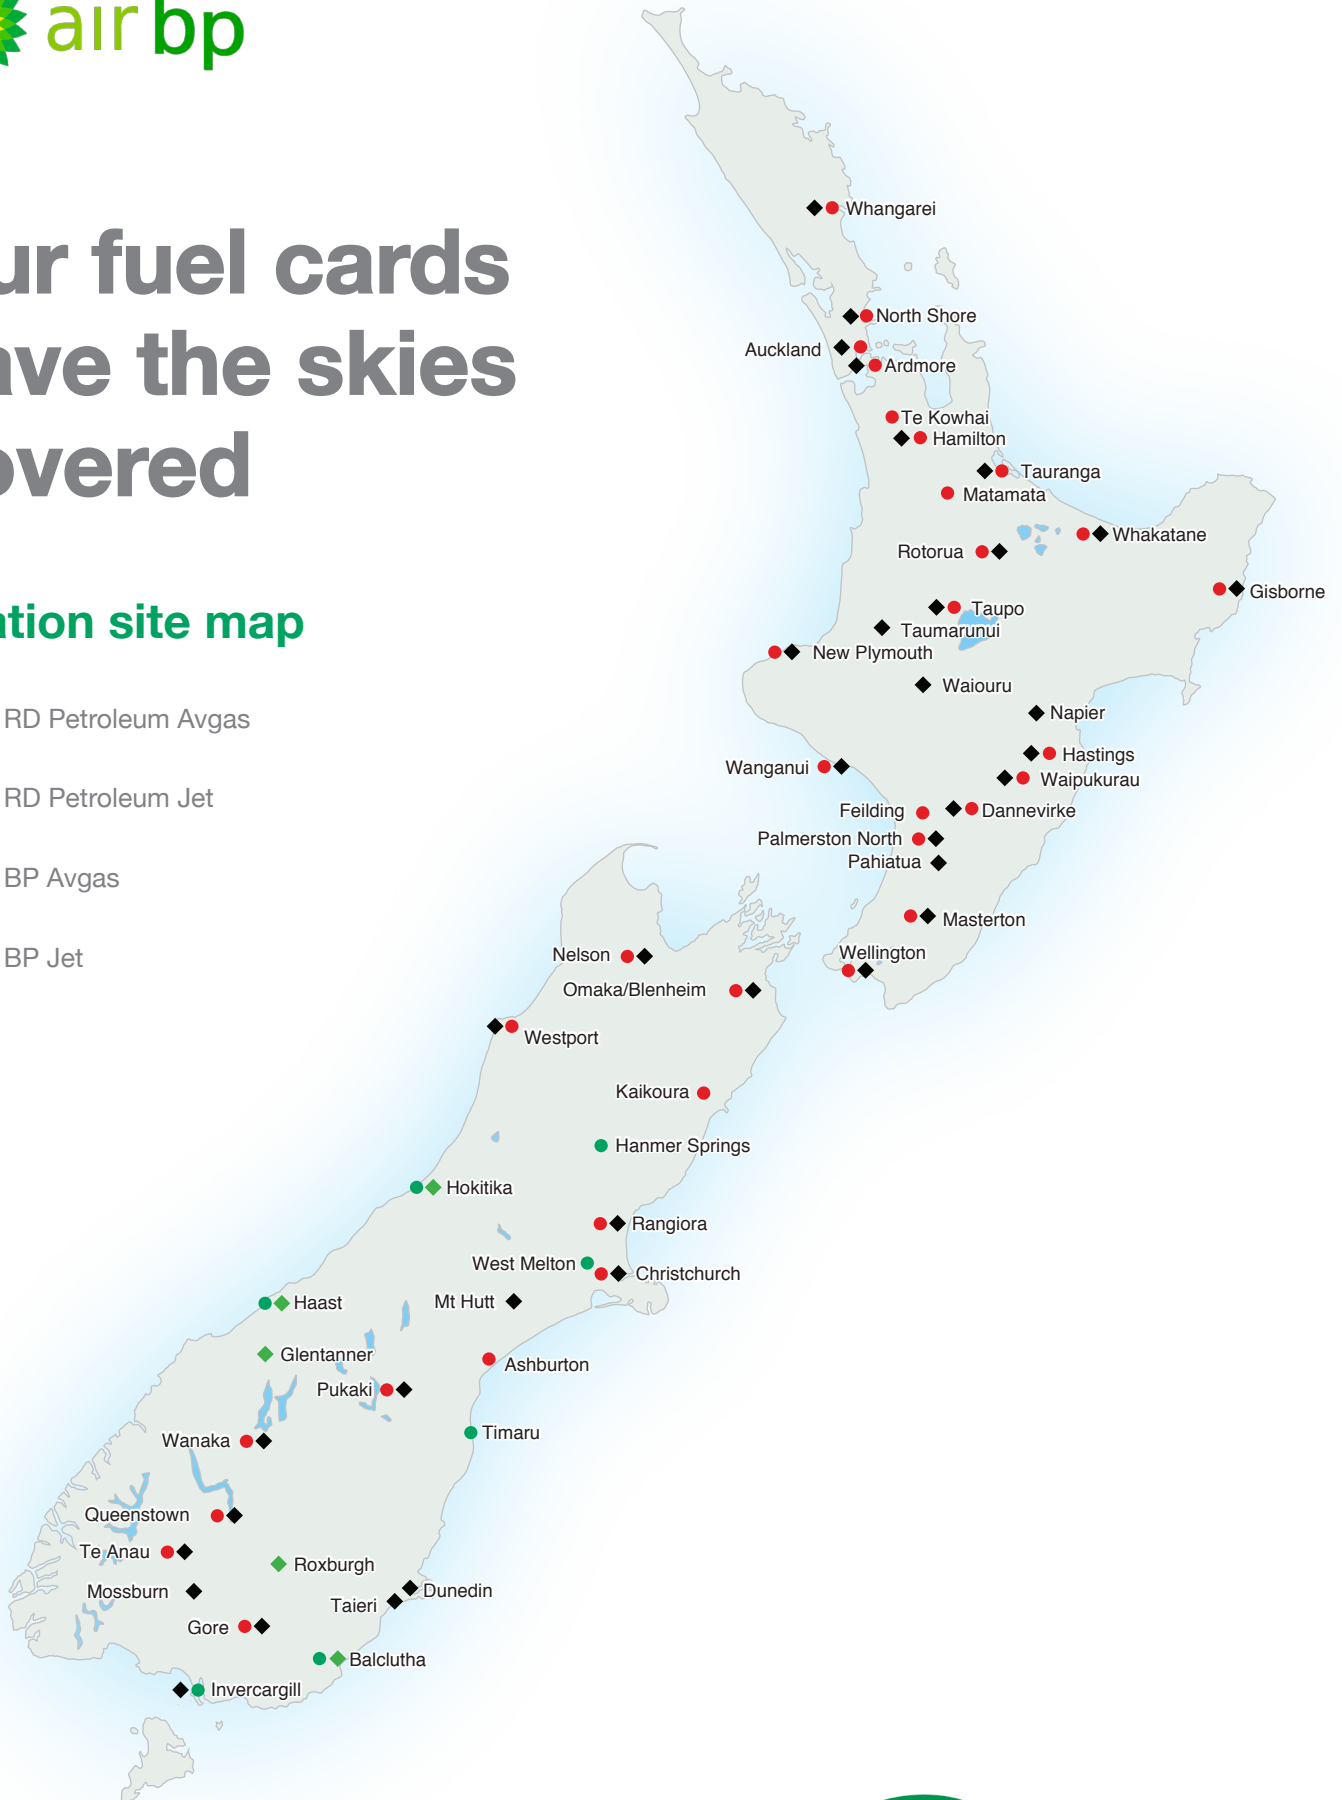 air bp
ur fuel cards
ave the skies
overed
ation site map
RD Petroleum Avgas
RD Petroleum Jet
BP Avgas
BP Jet
Whangarei
North Shore
Auckland
Ardmore
Te Kowhai
Hamilton
Tauranga
Matamata
Whakatane
Rotorua
Gisborne
Taupo
Taumarunui
New Plymouth
Waiouru
Napier
Hastings
Wanganui
Waipukurau
Feilding
Dannevirke
Palmerston North
Pahiatua
Masterton
Wellington
Nelson
Omaka/Blenheim
Westport
Kaikoura
Hanmer Springs
Hokitika
Rangiora
West Melton
Christchurch
Mt Hutt
Haast
Glentanner
Ashburton
Pukaki
Timaru
Wanaka
Queenstown
Te Anau
Roxburgh
Mossburn
Dunedin
Taieri
Gore
Balclutha
Invercargill